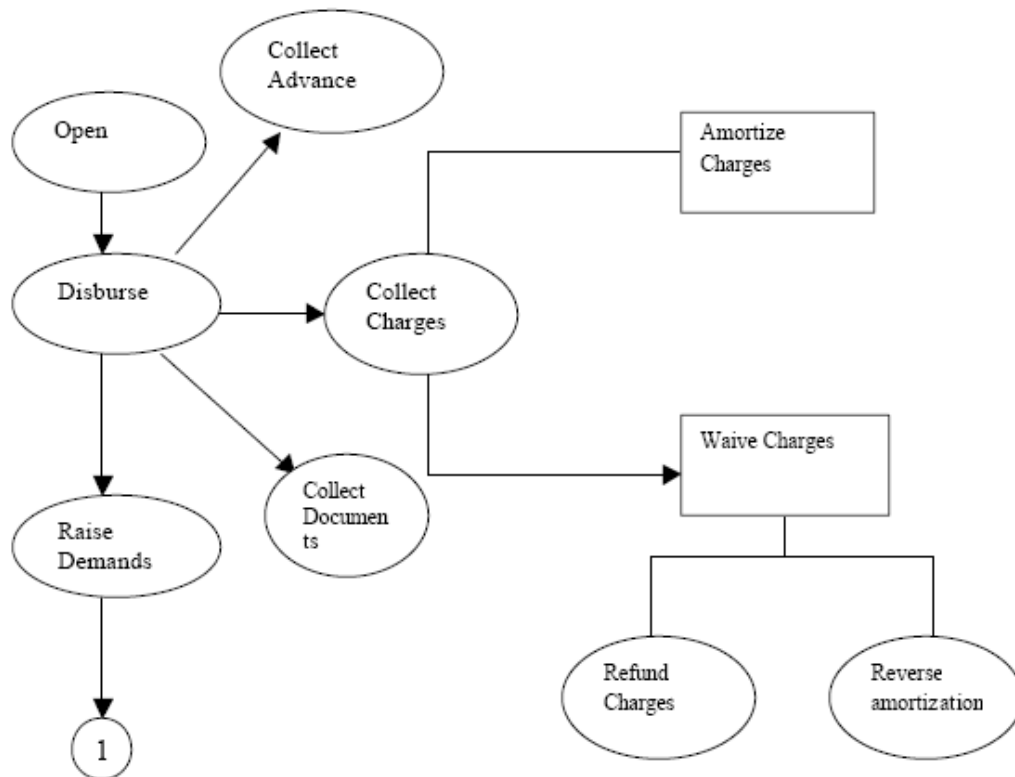 Collect
Advance
Open
Amortize
Charges
Disburse
Collect
Charges
Waive Charges
Collect
Documen
ts
Raise
Demands
Refund
Charges
Reverse
amortization
1